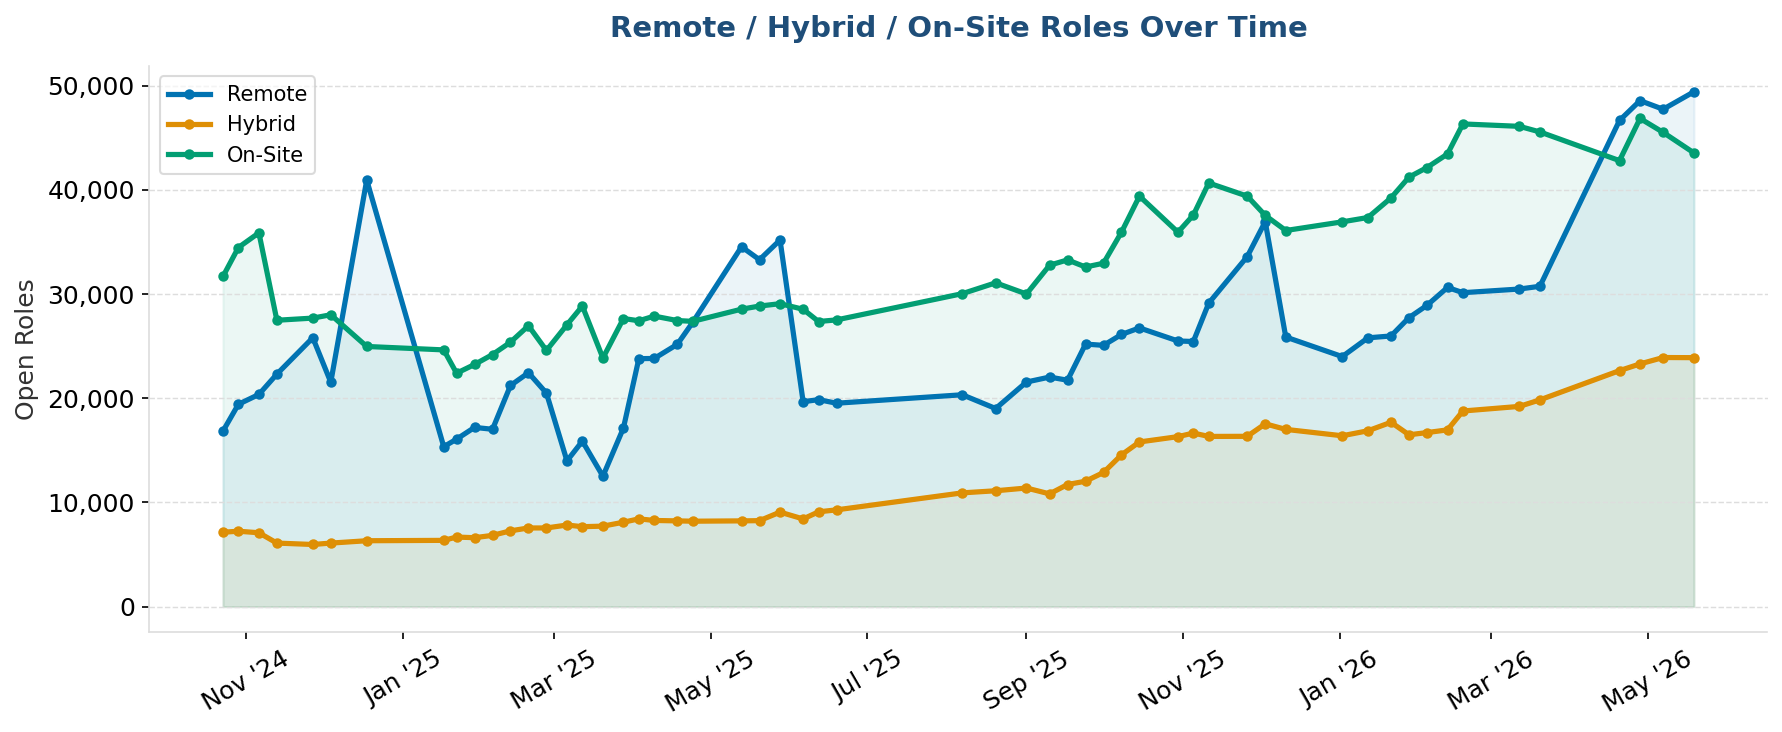 Remote / Hybrid / On-Site Roles Over Time
Remote
Hybrid
On-Site
Open Roles
50,000
40,000
30,000
20,000
10,000
0
Nov '24
Jan '25
Mar '25
May '25
Jul '25
Sep '25
Nov '25
Jan '26
Mar '26
May '26